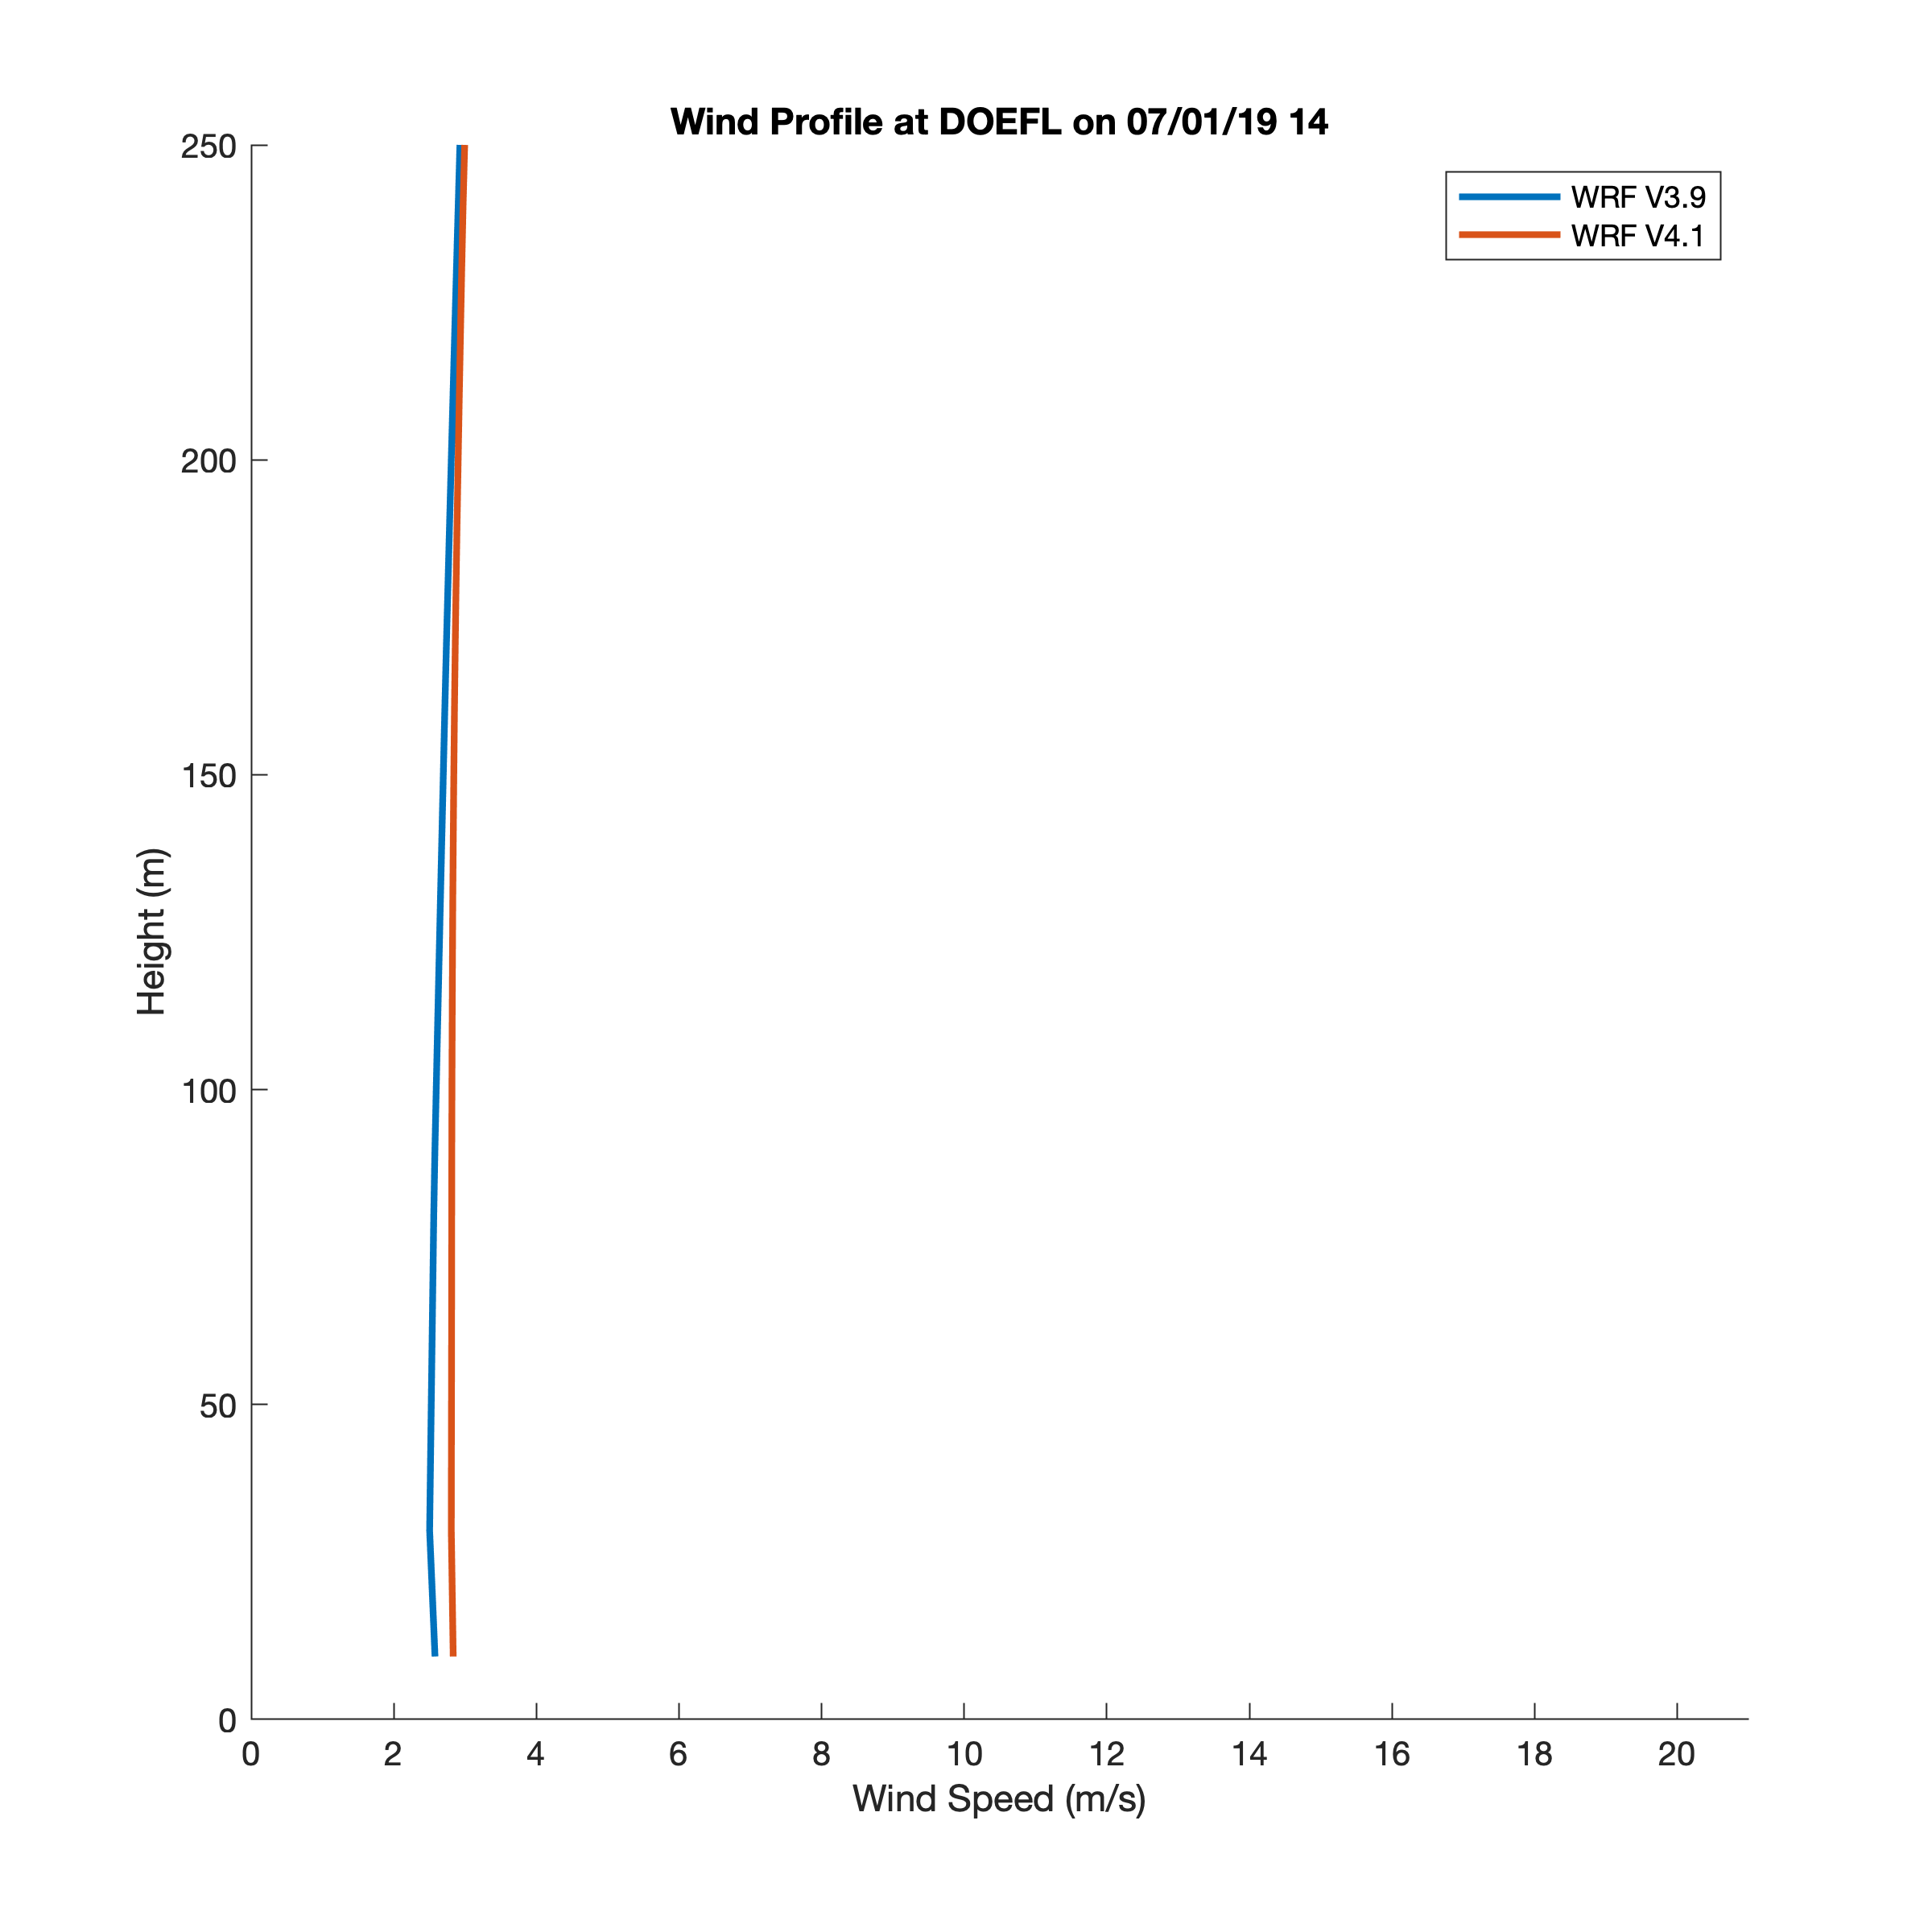 Wind Profile at DOEFL on 07/01/19 14
WRF V3.9
WRF V4.1
250
200
150
100
50
0
Height (m)
0 2 4 6 8 10 12 14 16 18 20
Wind Speed (m/s)